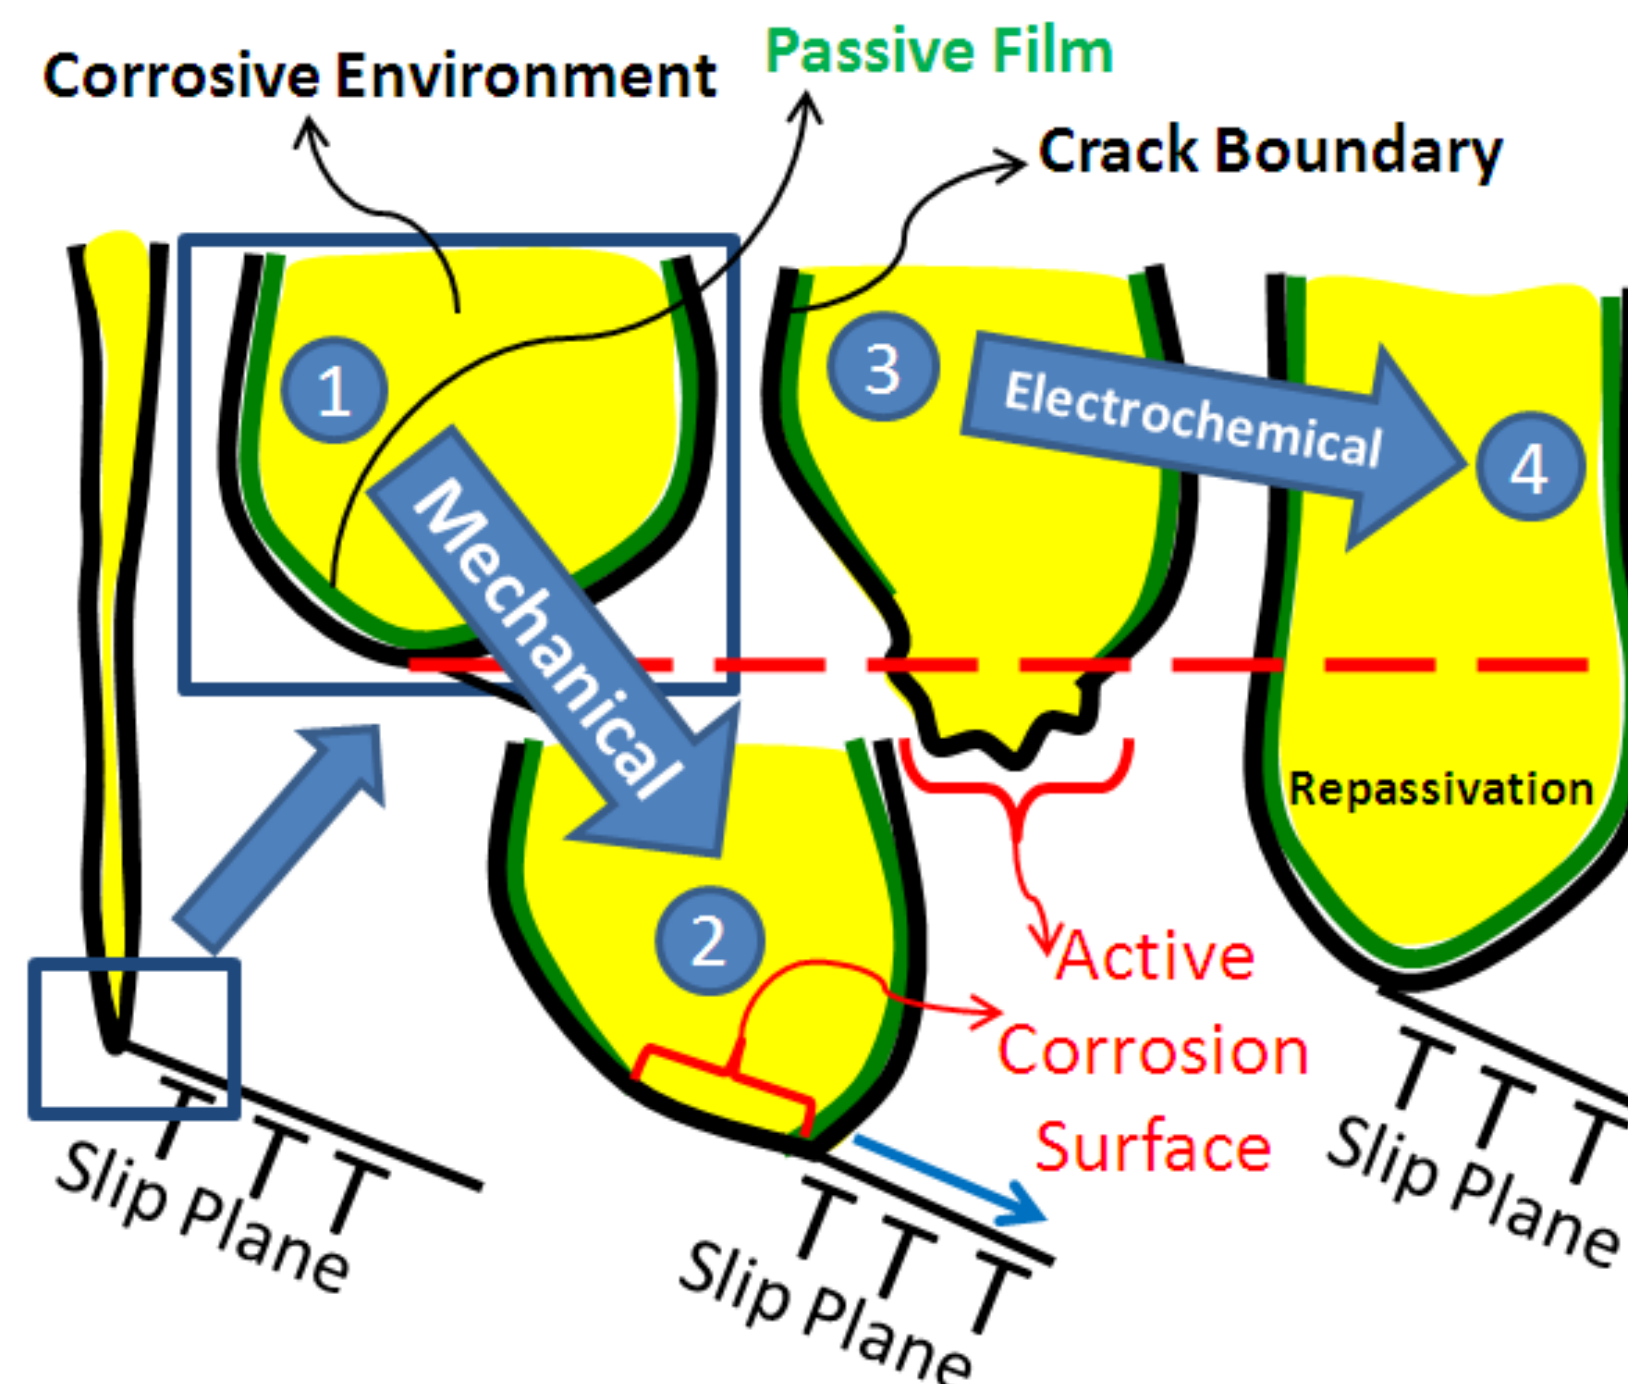 Corrosive Environment
Passive Film
Crack Boundary
1
3
Electrochemical
4
Mechanical
Repassivation
2
Active
Corrosion
Surface
T T T
Slip Plane
T T T
Slip Plane
T T T
Slip Plane